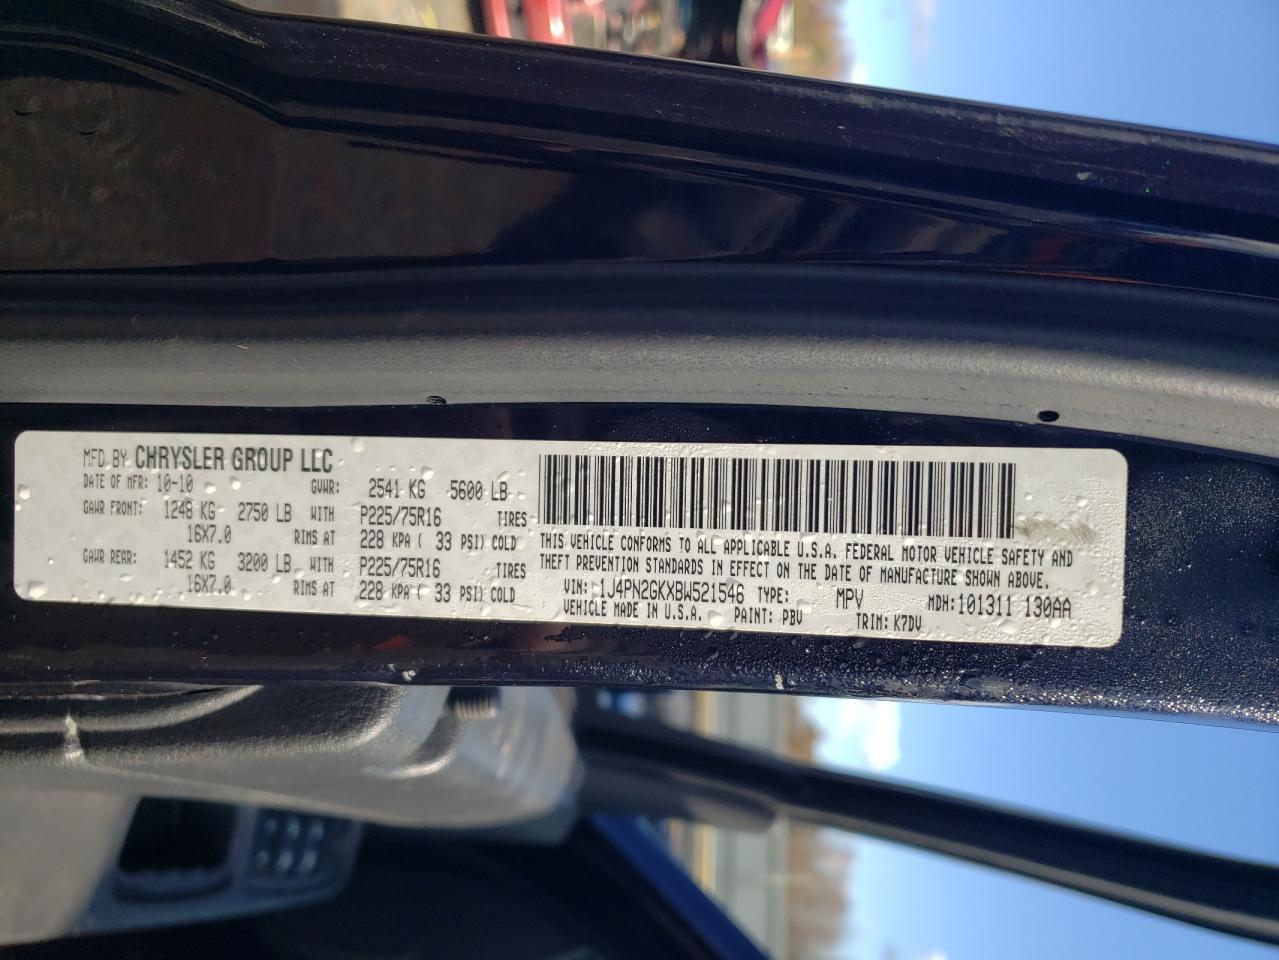 MFD BY CHRYSLER GROUP LLC
DATE OF MFR: 10-10 GVWR: 2541 KG 5600 LB
GAWR FRONT: 1248 KG 2750 LB WITH P225/75R16 TIRES
16X7.0 RIMS AT 228 KPA ( 33 PSI) COLD
GAWR REAR: 1452 KG 3200 LB WITH P225/75R16 TIRES
16X7.0 RIMS AT 228 KPA ( 33 PSI) COLD
THIS VEHICLE CONFORMS TO ALL APPLICABLE U.S.A. FEDERAL MOTOR VEHICLE SAFETY AND
THEFT PREVENTION STANDARDS IN EFFECT ON THE DATE OF MANUFACTURE SHOWN ABOVE.
VIN: 1J4PN2GKXBW521546 TYPE: MPV MDH: 101311 130AA
VEHICLE MADE IN U.S.A. PAINT: PBV TRIM: K7DV